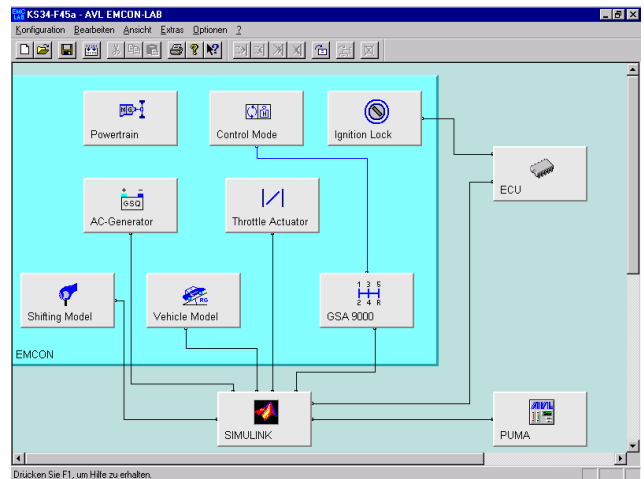 KS34-F45a - AVL EMCON-LAB
Konfiguration Bearbeiten Ansicht Extras Optionen ?
Powertrain
Control Mode
Ignition Lock
ECU
GSQ
AC-Generator
Throttle Actuator
1 3 5
2 4 R
RG
Shifting Model
Vehicle Model
GSA 9000
EMCON
SIMULINK
AVL
PUMA
Drücken Sie F1, um Hilfe zu erhalten.